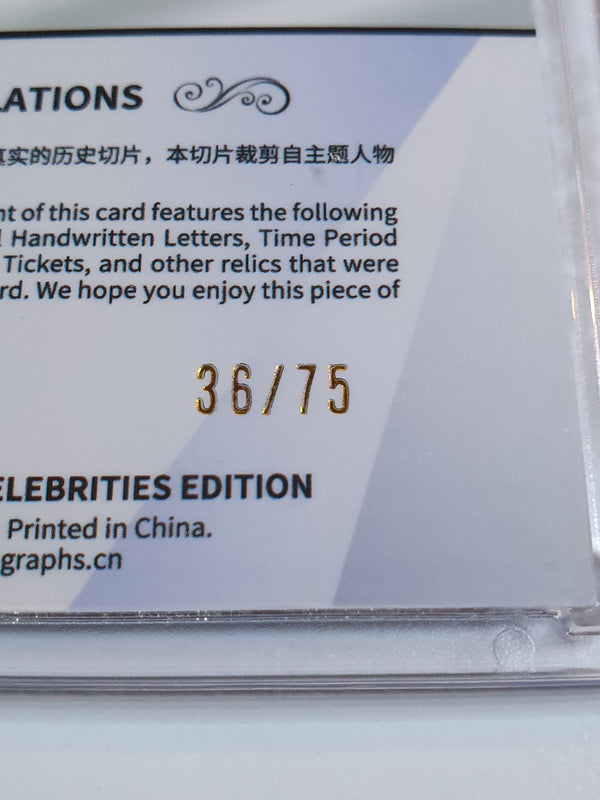 LATIONS
真实的历史切片，本切片裁剪自主题人物
nt of this card features the following
l Handwritten Letters, Time Period
Tickets, and other relics that were
rd. We hope you enjoy this piece of
36/75
ELEBRITIES EDITION
Printed in China.
graphs.cn